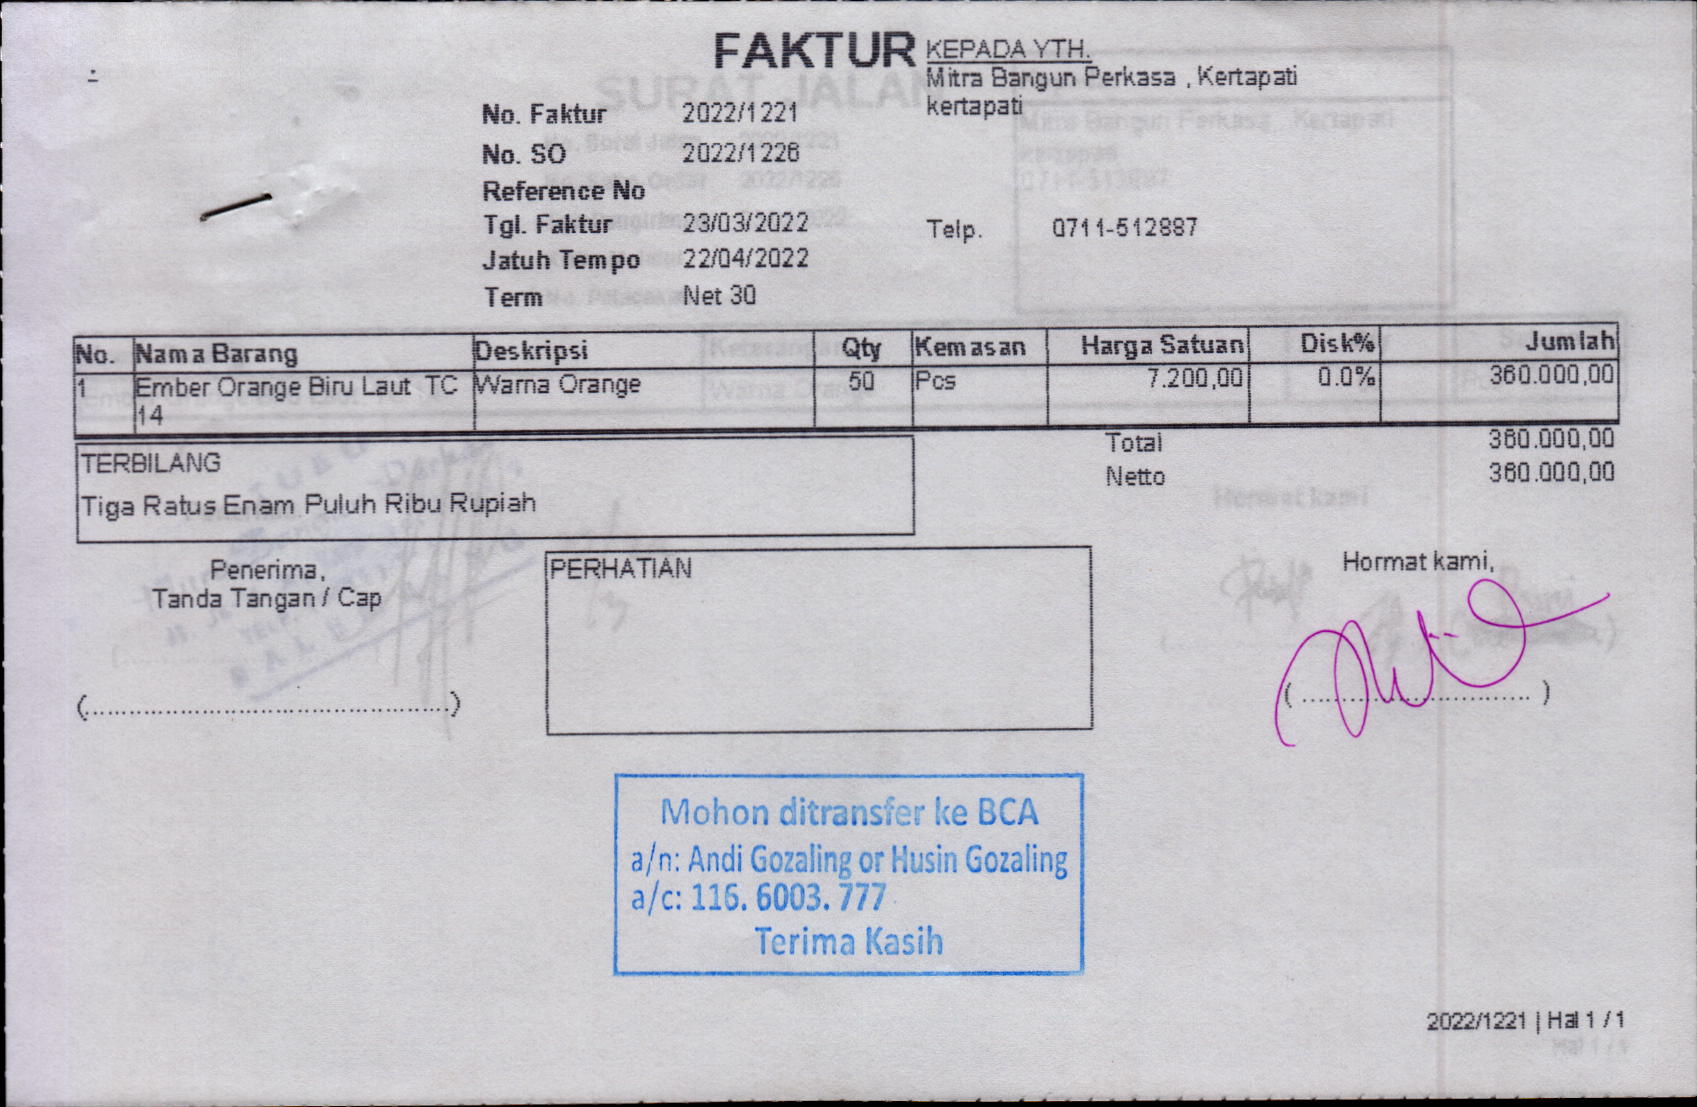 FAKTUR
KEPADA YTH.
Mitra Bangun Perkasa , Kertapati
kertapati
No. Faktur 2022/1221
No. SO 2022/1226
Reference No
Tgl. Faktur 23/03/2022
Telp. 0711-512887
Jatuh Tempo 22/04/2022
Term Net 30
No. Nama Barang Deskripsi Qty Kemasan Harga Satuan Disk% Jumlah
1 Ember Orange Biru Laut TC Warna Orange 50 Pcs 7.200,00 0.0% 360.000,00
14
Total 360.000,00
TERBILANG
Netto 360.000,00
Tiga Ratus Enam Puluh Ribu Rupiah
Penerima,
Tanda Tangan / Cap
PERHATIAN
Hormat kami,
(................................................)
( ................................ )
Mohon ditransfer ke BCA
a/n: Andi Gozaling or Husin Gozaling
a/c: 116. 6003. 777
Terima Kasih
2022/1221 | Hal 1 / 1